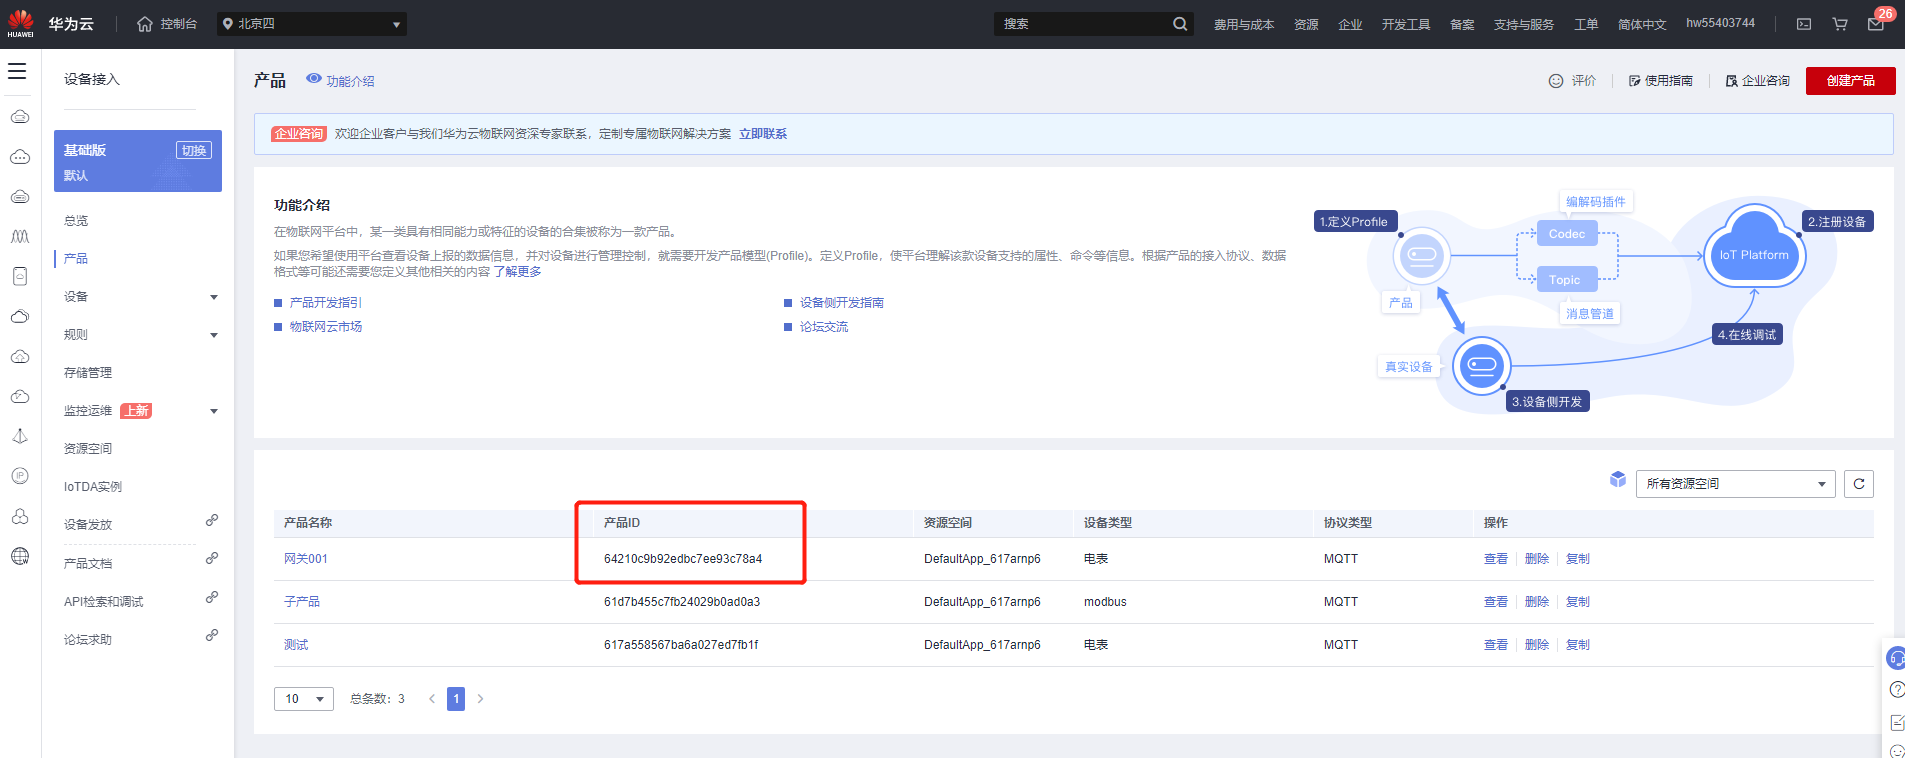 HUAWEI
华为云
控制台
北京四
搜索
费用与成本 资源 企业 开发工具 备案 支持与服务 工单 简体中文 hw55403744
26
设备接入
基础版 切换
默认
总览
产品
设备
规则
存储管理
监控运维 上新
资源空间
IoTDA实例
设备发放
产品文档
API检索和调试
论坛求助
IP
产品 功能介绍
评价 使用指南 企业咨询 创建产品
企业咨询 欢迎企业客户与我们华为云物联网资深专家联系，定制专属物联网解决方案 立即联系
功能介绍
在物联网平台中，某一类具有相同能力或特征的设备的合集被称为一款产品。
如果您希望使用平台查看设备上报的数据信息，并对设备进行管理控制，就需要开发产品模型(Profile)。定义Profile，使平台理解该款设备支持的属性、命令等信息。根据产品的接入协议、数据
格式等可能还需要您定义其他相关的内容 了解更多
产品开发指引 设备侧开发指南
物联网云市场 论坛交流
1.定义Profile
编解码插件
Codec
2.注册设备
IoT Platform
Topic
产品
消息管道
4.在线调试
真实设备
3.设备侧开发
所有资源空间
产品名称 产品ID 资源空间 设备类型 协议类型 操作
网关001 64210c9b92edbc7ee93c78a4 DefaultApp_617arnp6 电表 MQTT 查看 删除 复制
子产品 61d7b455c7fb24029b0ad0a3 DefaultApp_617arnp6 modbus MQTT 查看 删除 复制
测试 617a558567ba6a027ed7fb1f DefaultApp_617arnp6 电表 MQTT 查看 删除 复制
10 总条数：3 < 1 >